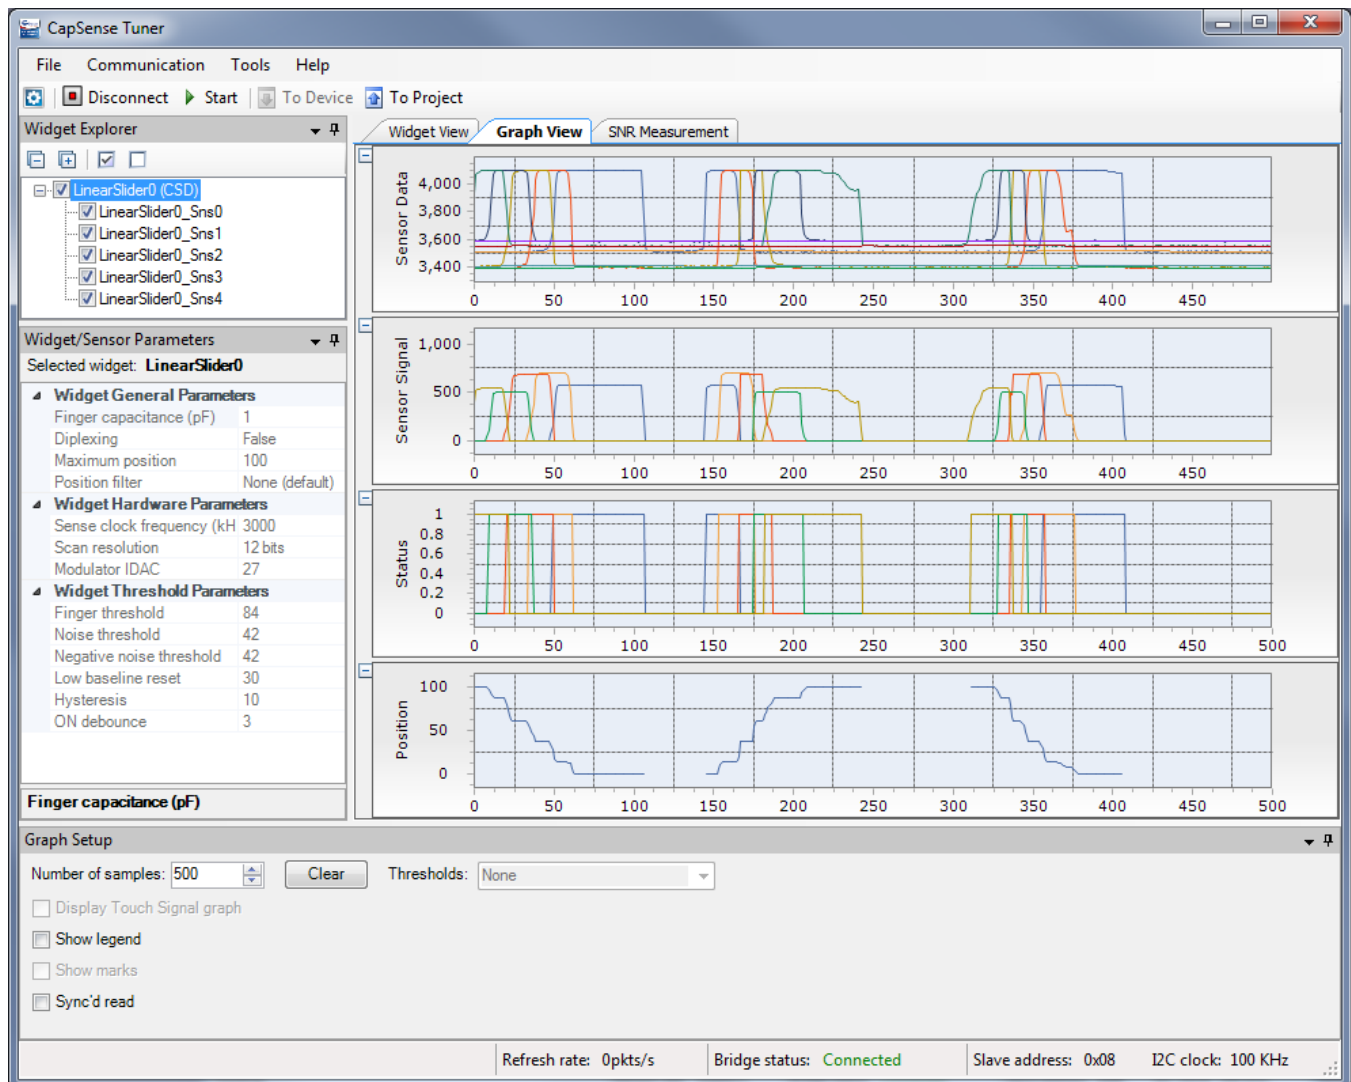 CapSense Tuner
File Communication Tools Help
Disconnect Start To Device To Project
Widget Explorer
LinearSlider0 (CSD)
LinearSlider0_Sns0
LinearSlider0_Sns1
LinearSlider0_Sns2
LinearSlider0_Sns3
LinearSlider0_Sns4
Widget/Sensor Parameters
Selected widget: LinearSlider0
Widget General Parameters
Finger capacitance (pF) 1
Diplexing False
Maximum position 100
Position filter None (default)
Widget Hardware Parameters
Sense clock frequency (kH 3000
Scan resolution 12 bits
Modulator IDAC 27
Widget Threshold Parameters
Finger threshold 84
Noise threshold 42
Negative noise threshold 42
Low baseline reset 30
Hysteresis 10
ON debounce 3
Finger capacitance (pF)
Widget View Graph View SNR Measurement
Sensor Data
4,000
3,800
3,600
3,400
0 50 100 150 200 250 300 350 400 450
Sensor Signal
1,000
500
0
0 50 100 150 200 250 300 350 400 450
Status
1
0.8
0.6
0.4
0.2
0
0 50 100 150 200 250 300 350 400 450 500
Position
100
50
0
0 50 100 150 200 250 300 350 400 450 500
Graph Setup
Number of samples: 500 Clear Thresholds: None
Display Touch Signal graph
Show legend
Show marks
Sync'd read
Refresh rate: 0pkts/s Bridge status: Connected Slave address: 0x08 I2C clock: 100 KHz